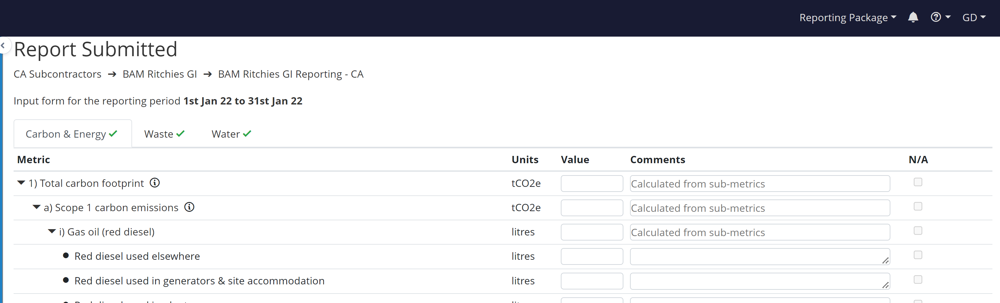 Reporting Package GD
Report Submitted
CA Subcontractors → BAM Ritchies GI → BAM Ritchies GI Reporting - CA
Input form for the reporting period 1st Jan 22 to 31st Jan 22
Carbon & Energy Waste Water
Metric Units Value Comments N/A
1) Total carbon footprint tCO2e Calculated from sub-metrics
a) Scope 1 carbon emissions tCO2e Calculated from sub-metrics
i) Gas oil (red diesel) litres Calculated from sub-metrics
Red diesel used elsewhere litres
Red diesel used in generators & site accommodation litres